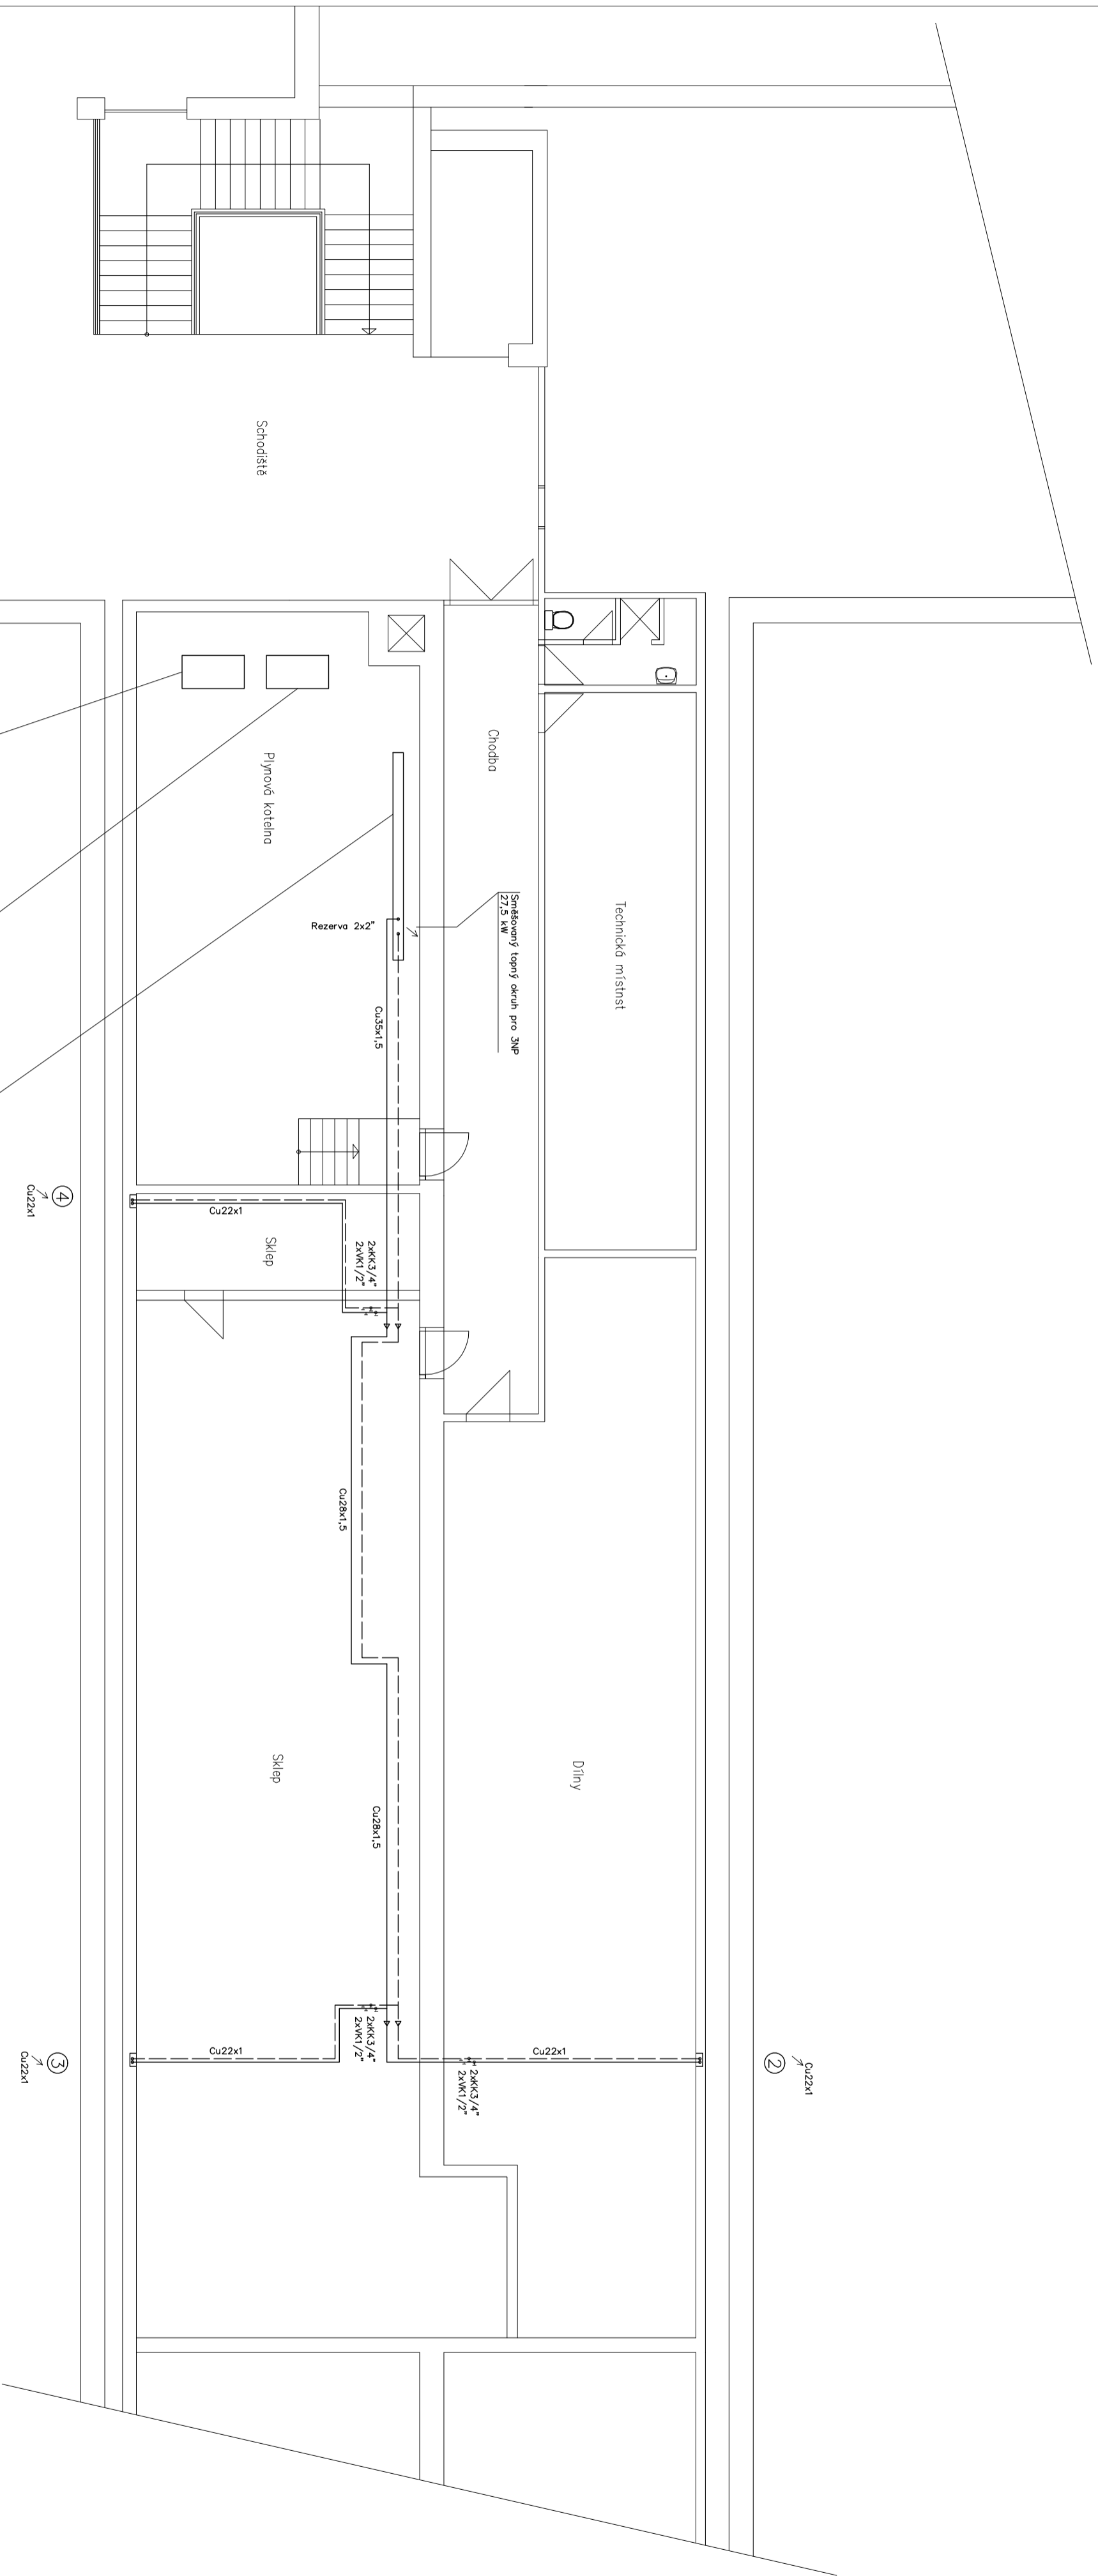 Schodiště
Chodba
Plynová kotelna
Technická místnst
Směšovaný topný okruh pro 3NP
27,5 kW
Rezerva 2x2"
Cu35x1,5
4
Cu22x1
Cu22x1
Sklep
2xKK3/4"
2xVK1/2"
Cu28x1,5
Sklep
Dílny
Cu28x1,5
2xKK3/4"
2xVK1/2"
Cu22x1
2xKK3/4"
2xVK1/2"
Cu22x1
3
Cu22x1
2
Cu22x1